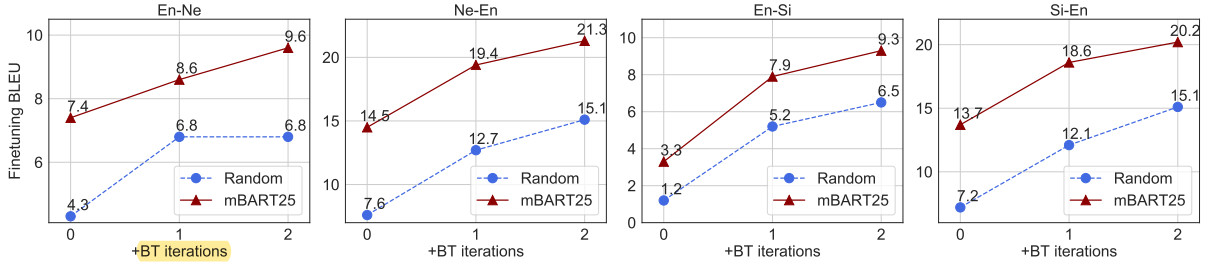 En-Ne
Finetuning BLEU
10
8
6
7.4
8.6
9.6
4.3
6.8
6.8
Random
mBART25
0 1 2
+BT iterations
Ne-En
20
15
10
14.5
19.4
21.3
7.6
12.7
15.1
Random
mBART25
0 1 2
+BT iterations
En-Si
10
8
6
4
2
0
3.3
7.9
9.3
1.2
5.2
6.5
Random
mBART25
0 1 2
+BT iterations
Si-En
20
15
10
13.7
18.6
20.2
7.2
12.1
15.1
Random
mBART25
0 1 2
+BT iterations